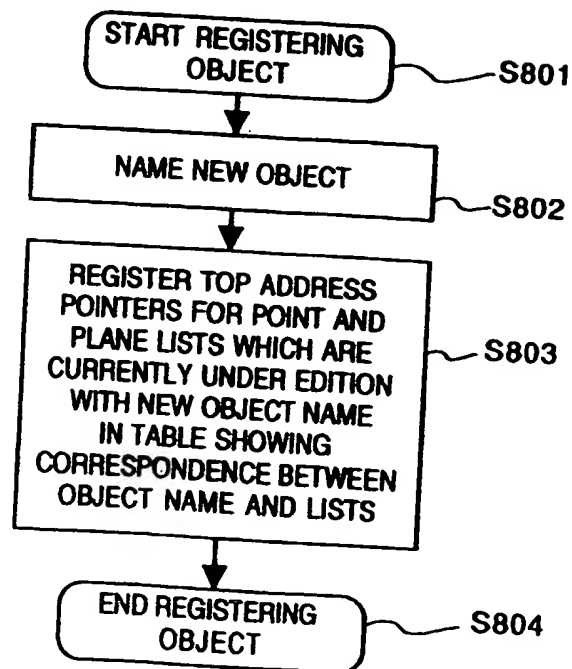 START REGISTERING
OBJECT
S801
NAME NEW OBJECT
S802
REGISTER TOP ADDRESS
POINTERS FOR POINT AND
PLANE LISTS WHICH ARE
CURRENTLY UNDER EDITION
WITH NEW OBJECT NAME
IN TABLE SHOWING
CORRESPONDENCE BETWEEN
OBJECT NAME AND LISTS
S803
END REGISTERING
OBJECT
S804